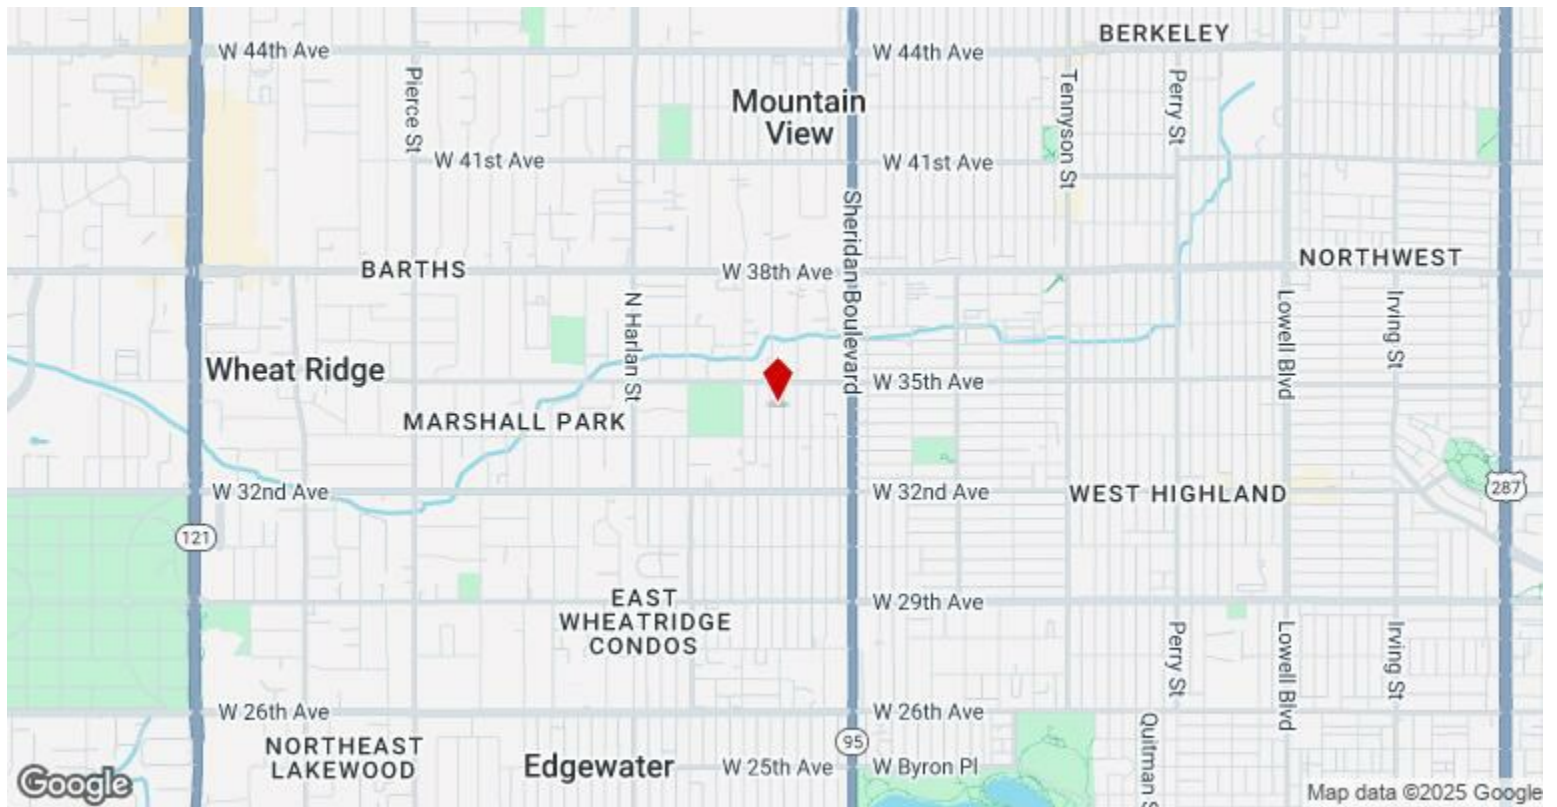 BERKELEY
W 44th Ave
W 44th Ave
Pierce St
Tennyson St
Perry St
Mountain
View
W 41st Ave
W 41st Ave
Sheridan Boulevard
NORTHWEST
BARTHS
W 38th Ave
N Harlan St
Lowell Blvd
Irving St
Wheat Ridge
W 35th Ave
MARSHALL PARK
W 32nd Ave
W 32nd Ave
WEST HIGHLAND
287
121
EAST
WHEATRIDGE
CONDOS
W 29th Ave
Perry St
Lowell Blvd
Irving St
W 26th Ave
W 26th Ave
Quitman S
95
NORTHEAST
LAKEWOOD
Edgewater
W 25th Ave
W Byron Pl
Google
Map data ©2025 Google